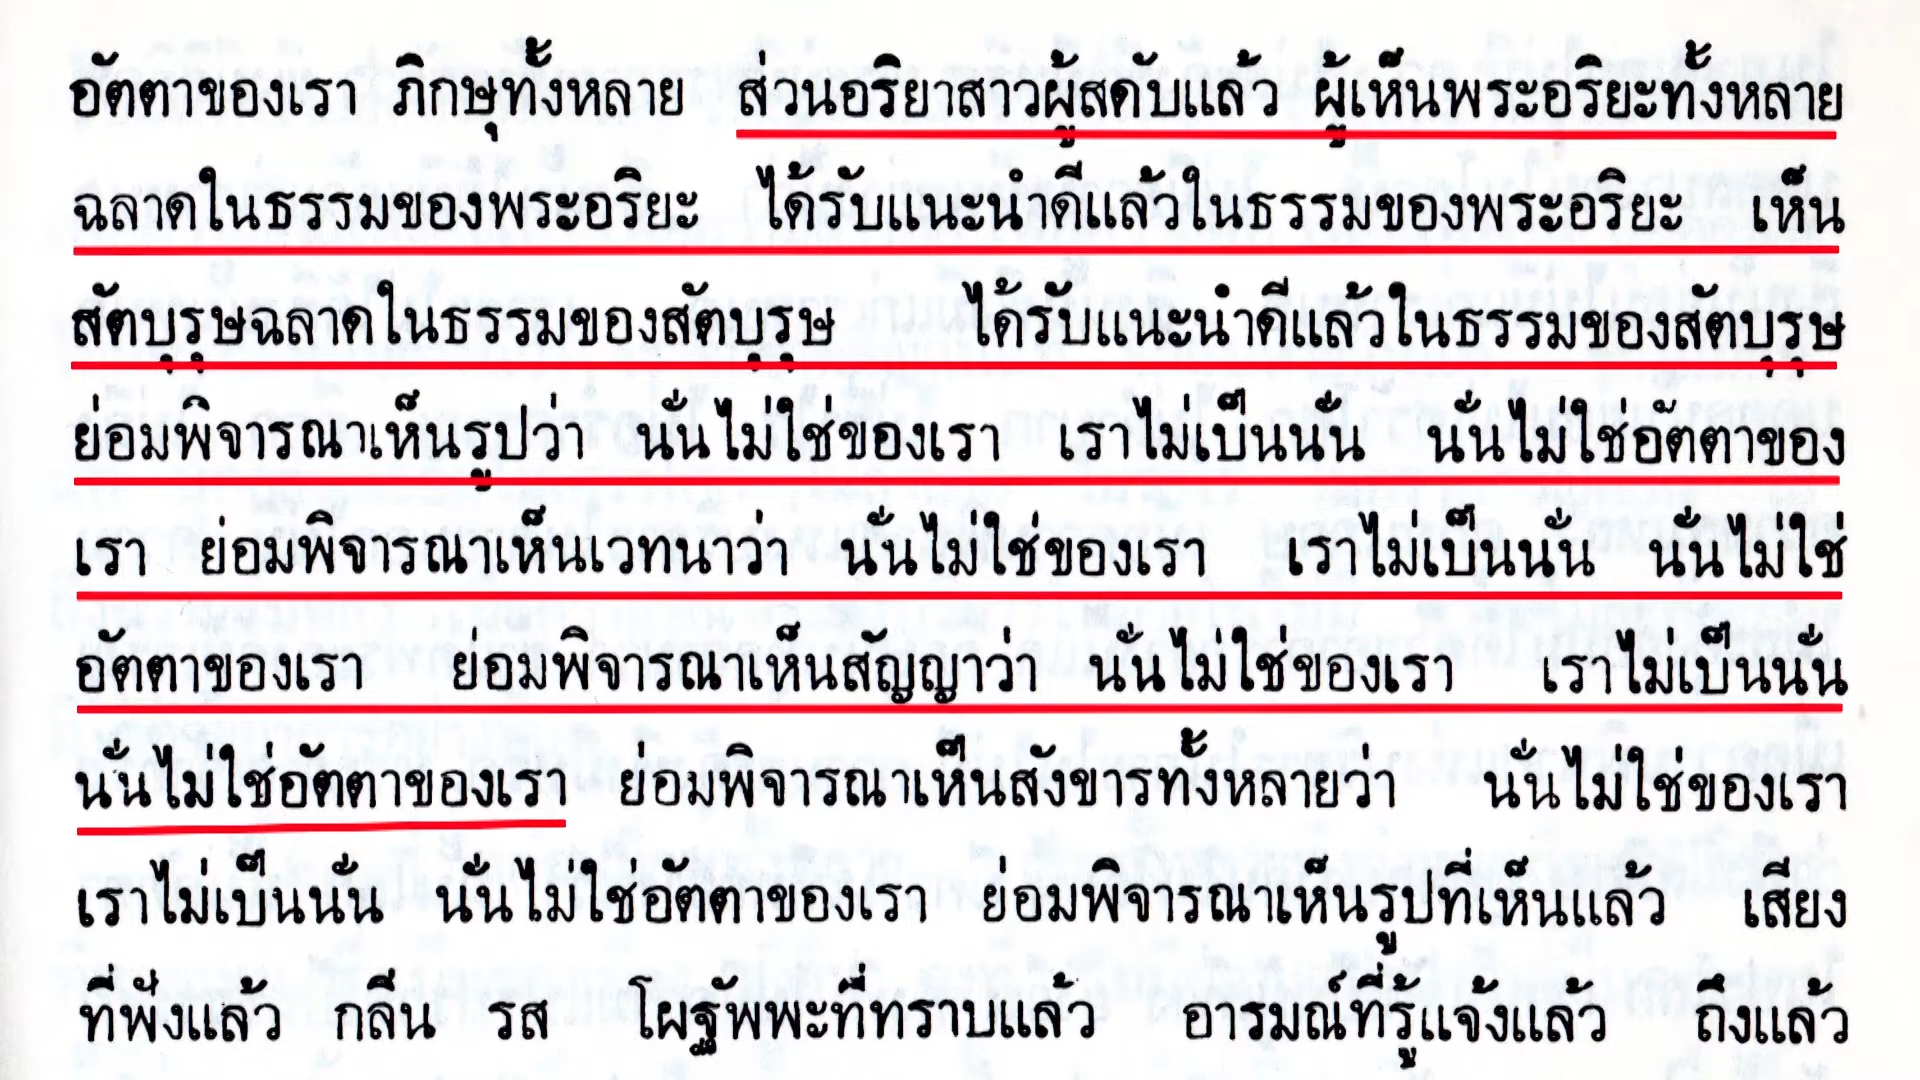 อัตตาของเรา ภิกษุทั้งหลาย ส่วนอริยาสาวผู้สดับแล้ว ผู้เห็นพระอริยะทั้งหลาย
ฉลาดในธรรมของพระอริยะ ได้รับแนะนำดีแล้วในธรรมของพระอริยะ เห็น
สัตบุรุษฉลาดในธรรมของสัตบุรุษ ได้รับแนะนำดีแล้วในธรรมของสัตบุรุษ
ย่อมพิจารณาเห็นรูปว่า นั่นไม่ใช่ของเรา เราไม่เป็นนั่น นั่นไม่ใช่อัตตาของ
เรา ย่อมพิจารณาเห็นเวทนาว่า นั่นไม่ใช่ของเรา เราไม่เป็นนั่น นั่นไม่ใช่
อัตตาของเรา ย่อมพิจารณาเห็นสัญญาว่า นั่นไม่ใช่ของเรา เราไม่เป็นนั่น
นั่นไม่ใช่อัตตาของเรา ย่อมพิจารณาเห็นสังขารทั้งหลายว่า นั่นไม่ใช่ของเรา
เราไม่เป็นนั่น นั่นไม่ใช่อัตตาของเรา ย่อมพิจารณาเห็นรูปที่เห็นแล้ว เสียง
ที่ฟังแล้ว กลิ่น รส โผฐัพพะที่ทราบแล้ว อารมณ์ที่รู้แจ้งแล้ว ถึงแล้ว